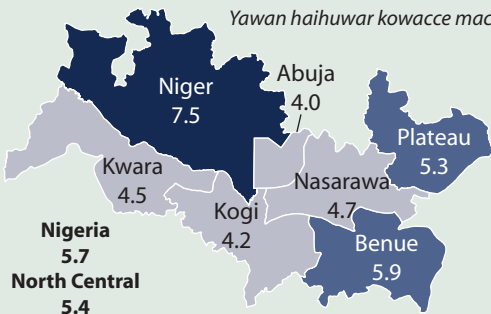 Yawan haihuwar kowacce
Niger
7.5
Abuja
4.0
Plateau
5.3
Kwara
4.5
Nasarawa
4.7
Kogi
4.2
Benue
5.9
Nigeria
5.7
North Central
5.4